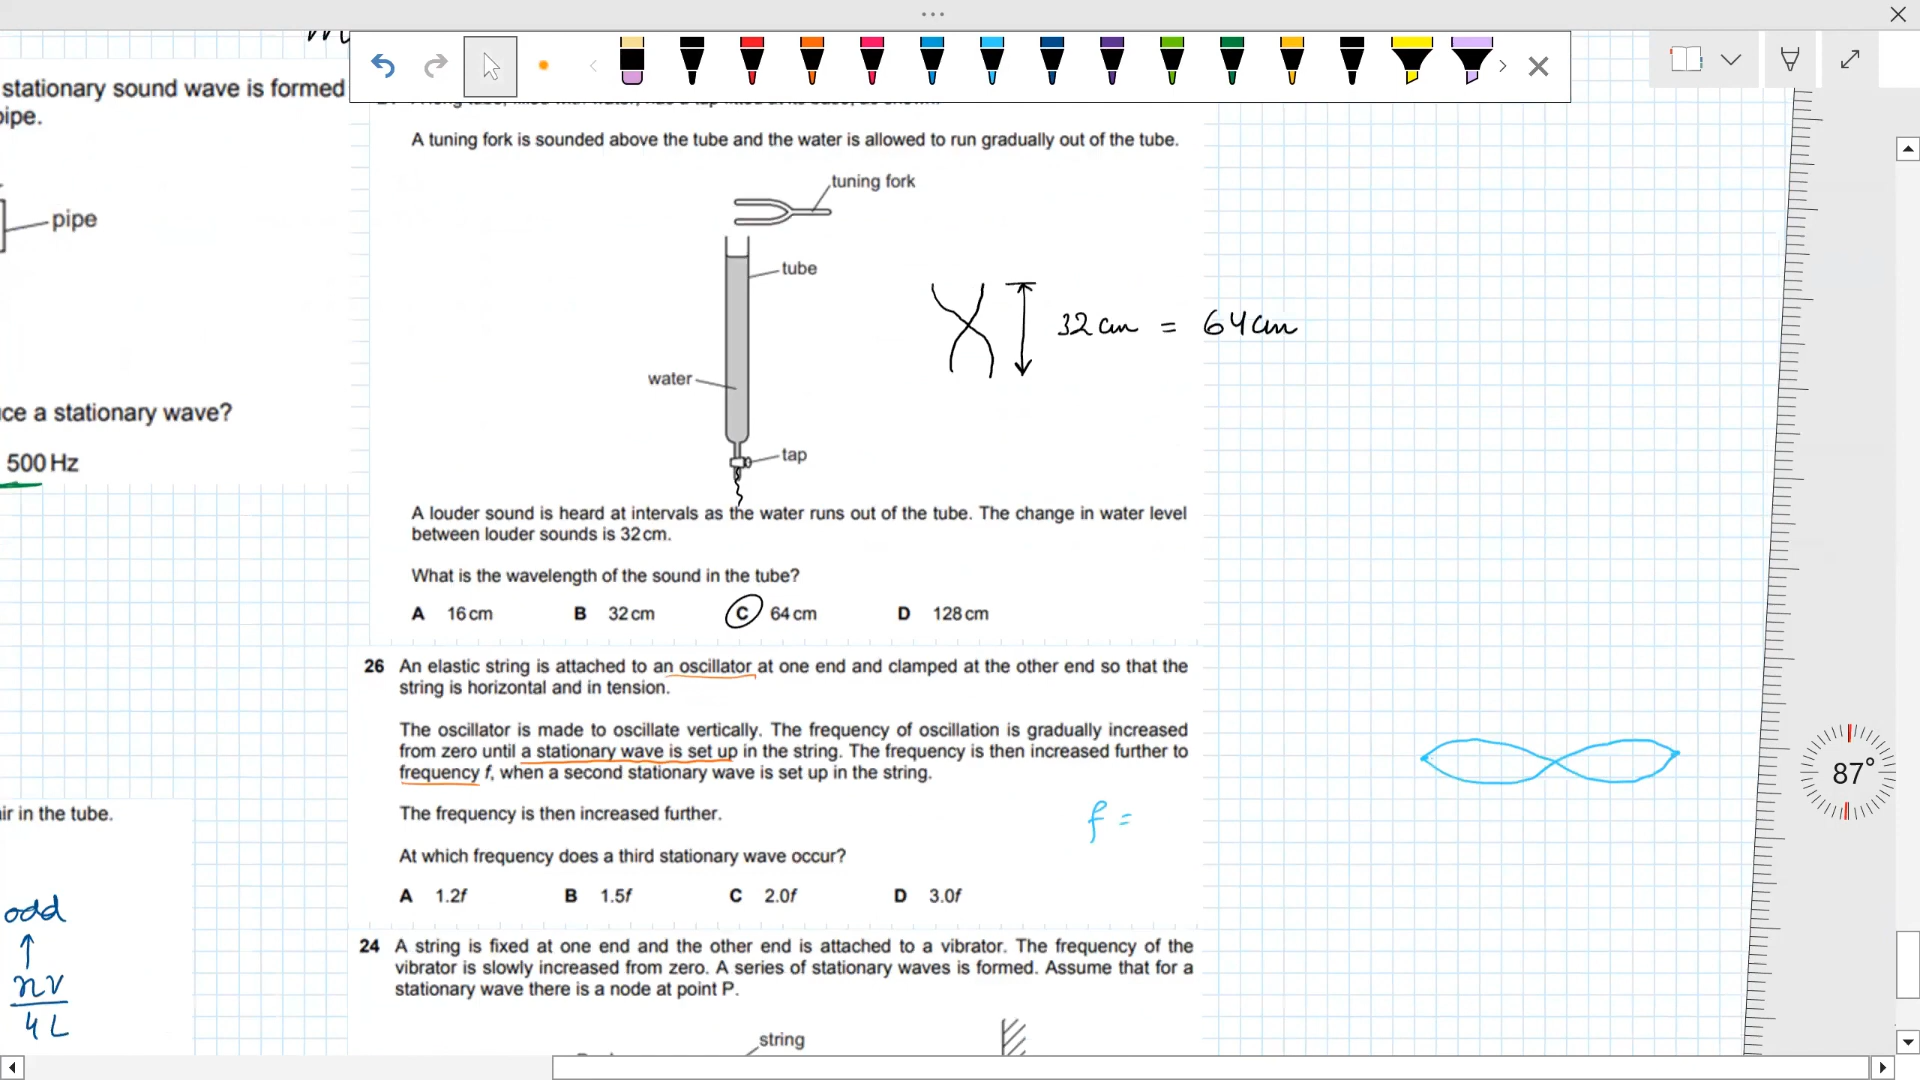 stationary sound wave is formed
pipe.
pipe
ce a stationary wave?
500 Hz
ir in the tube.
odd
nv
4L
A tuning fork is sounded above the tube and the water is allowed to run gradually out of the tube.
tuning fork
tube
water
tap
32 cm = 64 cm
A louder sound is heard at intervals as the water runs out of the tube. The change in water level
between louder sounds is 32 cm.
What is the wavelength of the sound in the tube?
A 16 cm B 32 cm C 64 cm D 128 cm
26 An elastic string is attached to an oscillator at one end and clamped at the other end so that the
string is horizontal and in tension.
The oscillator is made to oscillate vertically. The frequency of oscillation is gradually increased
from zero until a stationary wave is set up in the string. The frequency is then increased further to
frequency f, when a second stationary wave is set up in the string.
The frequency is then increased further.
f =
At which frequency does a third stationary wave occur?
A 1.2f B 1.5f C 2.0f D 3.0f
24 A string is fixed at one end and the other end is attached to a vibrator. The frequency of the
vibrator is slowly increased from zero. A series of stationary waves is formed. Assume that for a
stationary wave there is a node at point P.
string
87°